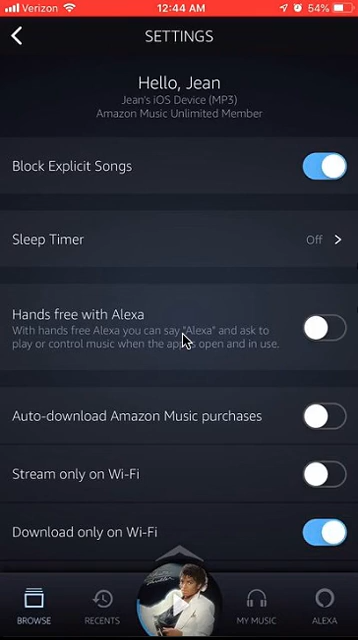 Verizon 12:44 AM 54%
SETTINGS
Hello, Jean
Jean's iOS Device (MP3)
Amazon Music Unlimited Member
Block Explicit Songs
Sleep Timer Off
Hands free with Alexa
With hands free Alexa you can say "Alexa" and ask to
play or control music when the app is open and in use.
Auto-download Amazon Music purchases
Stream only on Wi-Fi
Download only on Wi-Fi
BROWSE RECENTS MY MUSIC ALEXA